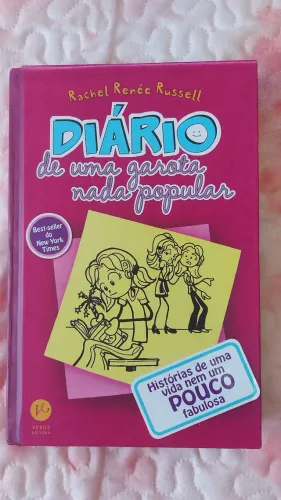 Rachel Renée Russell
DIÁRIO
de uma garota
nada popular
Best-seller
do
New York
Times
Histórias de uma
vida nem um
POUCO
fabulosa
VERUS
EDITORA